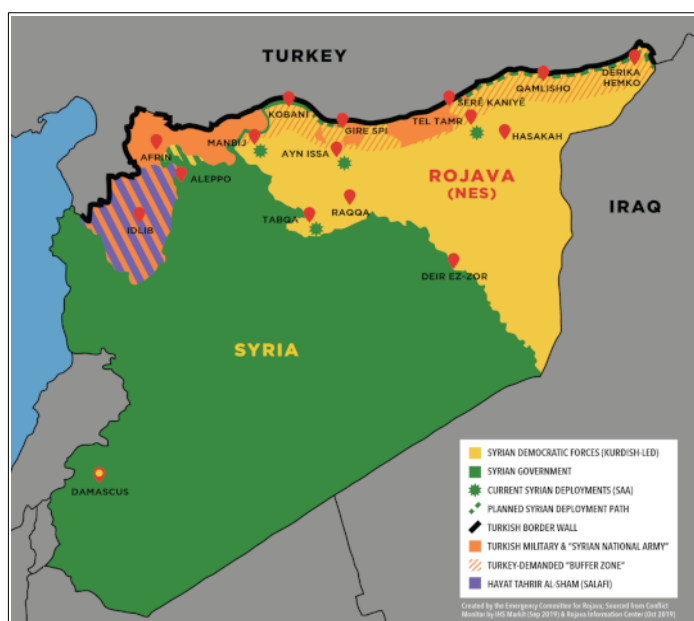 TURKEY
DERIKA
HEMKO
QAMLISHO
KOBANI
SERÊ KANIYÊ
GIRE SPI
TEL TAMR
MANBIJ
HASAKAH
AFRIN
AYN ISSA
ALEPPO
ROJAVA
(NES)
IRAQ
RAQQA
TABQA
IDLIB
DEIR EZ-ZOR
SYRIA
DAMASCUS
SYRIAN DEMOCRATIC FORCES (KURDISH-LED)
SYRIAN GOVERNMENT
CURRENT SYRIAN DEPLOYMENTS (SAA)
PLANNED SYRIAN DEPLOYMENT PATH
TURKISH BORDER WALL
TURKISH MILITARY & "SYRIAN NATIONAL ARMY"
TURKEY-DEMANDED "BUFFER ZONE"
HAYAT TAHRIR AL-SHAM (SALAFI)
Created by the Emergency Committee for Rojava; Sourced from Conflict
Monitor by IHS Markit (Sep 2019) & Rojava Information Center (Oct 2019)